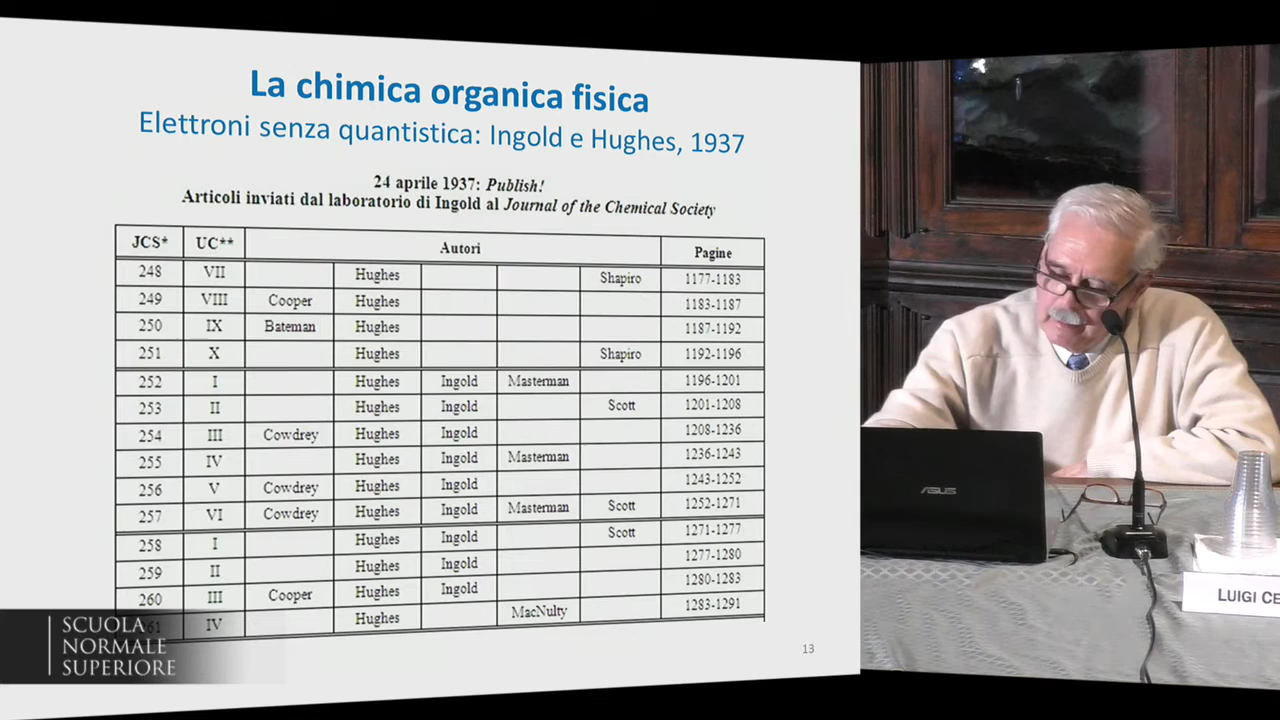 La chimica organica fisica
Elettroni senza quantistica: Ingold e Hughes, 1937
24 aprile 1937: Publish!
Articoli inviati dal laboratorio di Ingold al Journal of the Chemical Society
JCS* UC** Autori Pagine
248 VII Hughes Shapiro 1177-1183
249 VIII Cooper Hughes 1183-1187
250 IX Bateman Hughes 1187-1192
251 X Hughes Shapiro 1192-1196
252 I Hughes Ingold Masterman 1196-1201
253 II Hughes Ingold Scott 1201-1208
254 III Cowdrey Hughes Ingold 1208-1236
255 IV Hughes Ingold Masterman 1236-1243
256 V Cowdrey Hughes Ingold 1243-1252
257 VI Cowdrey Hughes Ingold Masterman Scott 1252-1271
258 I Hughes Ingold Scott 1271-1277
259 II Hughes Ingold 1277-1280
260 III Cooper Hughes Ingold 1280-1283
261 IV Hughes MacNulty 1283-1291
13
SCUOLA
NORMALE
SUPERIORE
ASUS
LUIGI CE